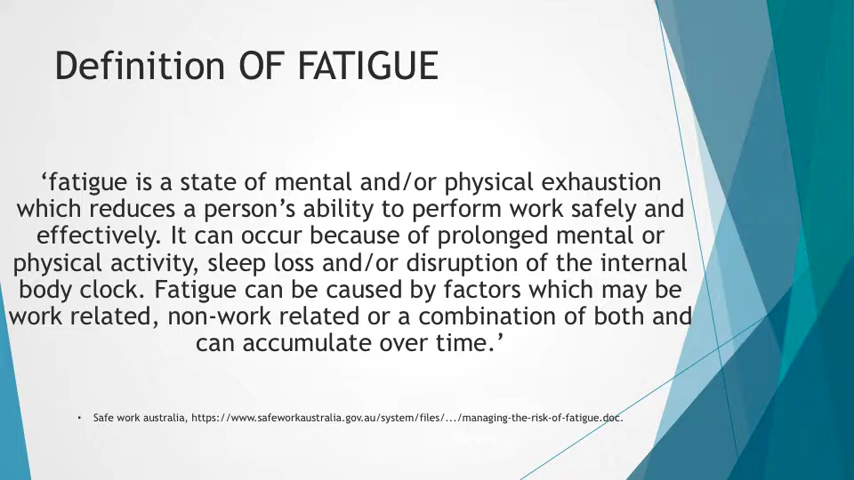 Definition OF FATIGUE
‘fatigue is a state of mental and/or physical exhaustion
which reduces a person’s ability to perform work safely and
effectively. It can occur because of prolonged mental or
physical activity, sleep loss and/or disruption of the internal
body clock. Fatigue can be caused by factors which may be
work related, non-work related or a combination of both and
can accumulate over time.’
• Safe work australia, https://www.safeworkaustralia.gov.au/system/files/.../managing-the-risk-of-fatigue.doc.